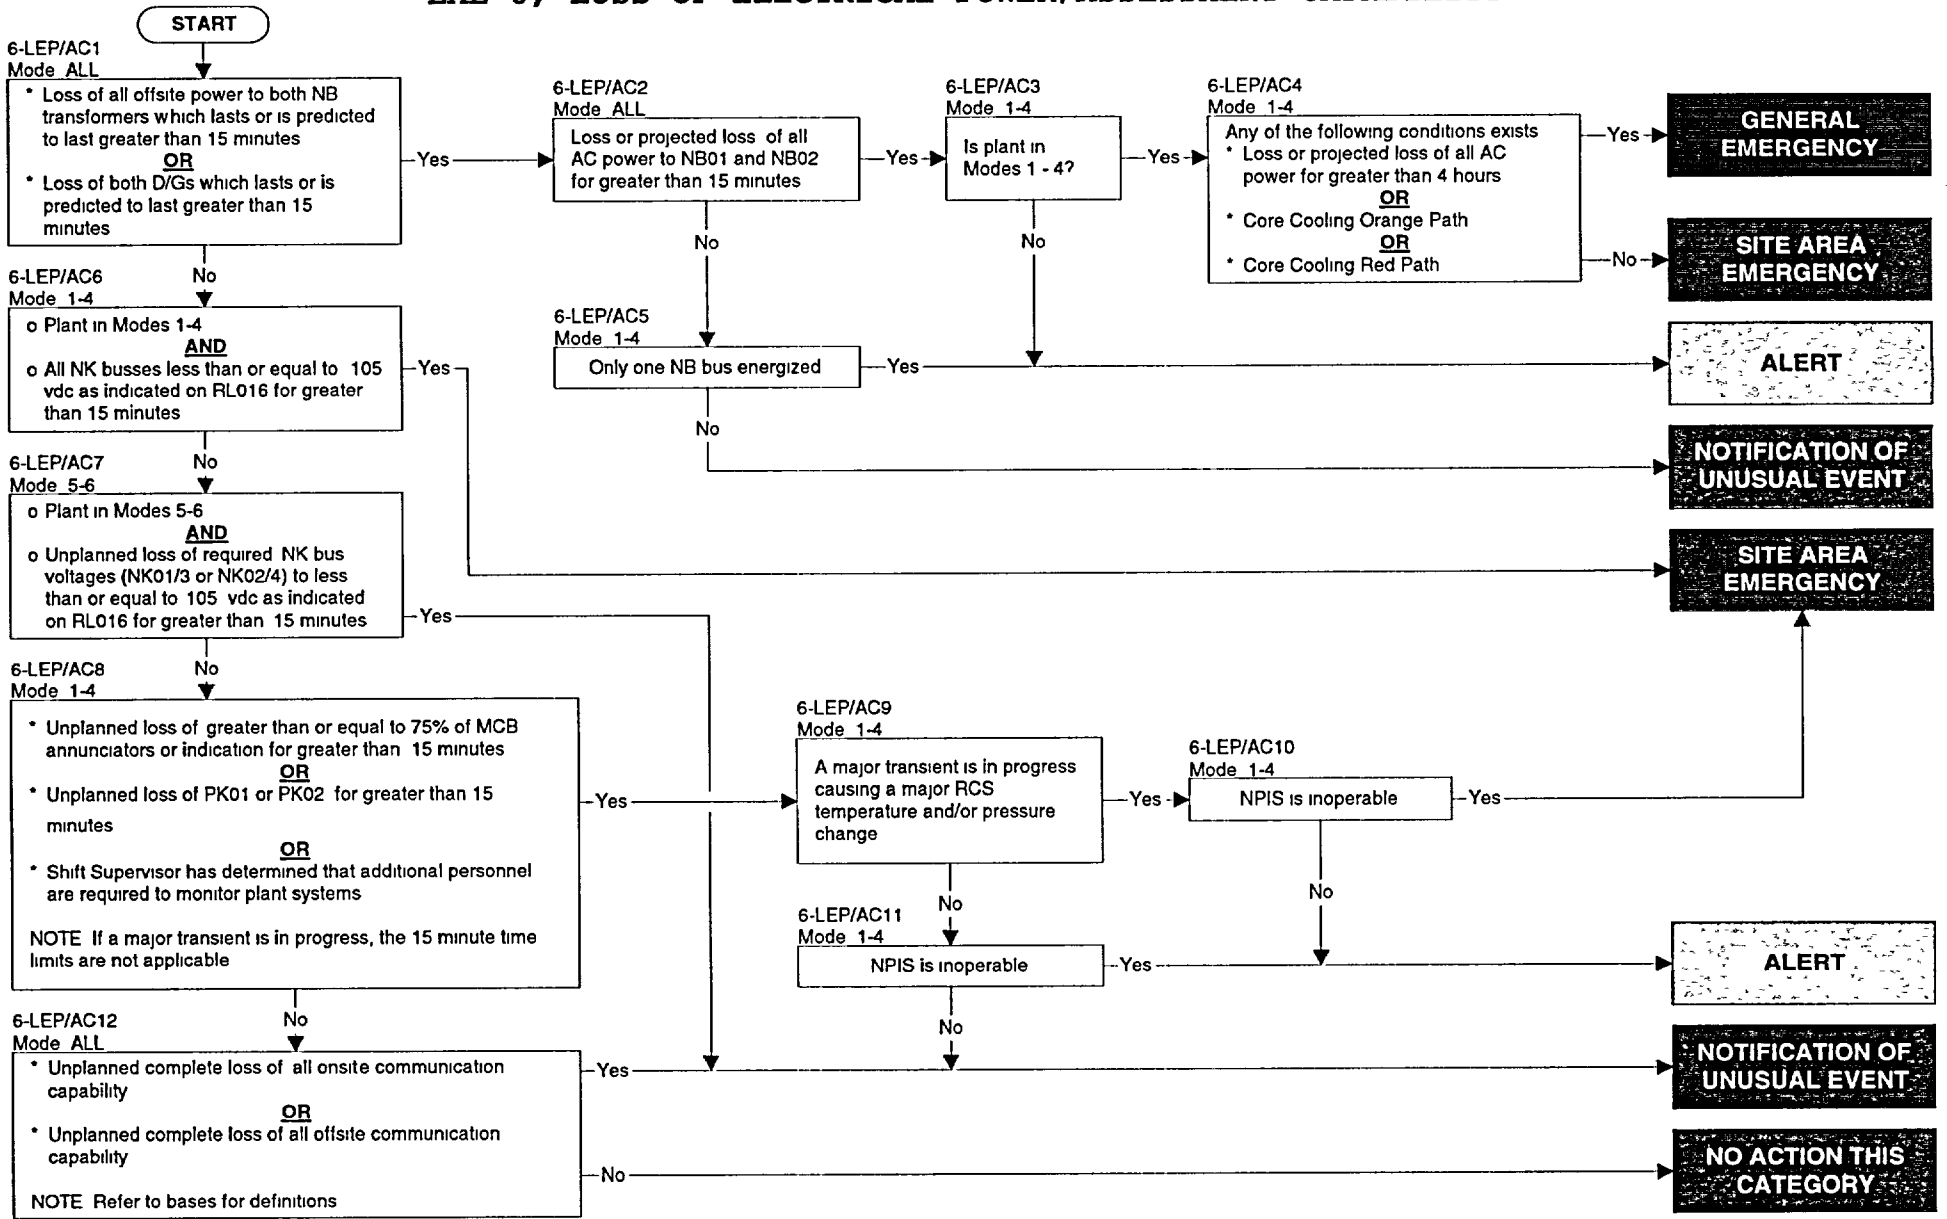 START
6-LEP/AC1
Mode ALL
* Loss of all offsite power to both NB
transformers which lasts or is predicted
to last greater than 15 minutes
OR
* Loss of both D/Gs which lasts or is
predicted to last greater than 15
minutes
Yes
No
6-LEP/AC2
Mode ALL
Loss or projected loss of all
AC power to NB01 and NB02
for greater than 15 minutes
Yes
No
6-LEP/AC3
Mode 1-4
Is plant in
Modes 1 - 4?
Yes
No
6-LEP/AC4
Mode 1-4
Any of the following conditions exists
* Loss or projected loss of all AC
power for greater than 4 hours
OR
* Core Cooling Orange Path
OR
* Core Cooling Red Path
Yes
No
GENERAL
EMERGENCY
SITE AREA
EMERGENCY
6-LEP/AC5
Mode 1-4
Only one NB bus energized
Yes
No
ALERT
NOTIFICATION OF
UNUSUAL EVENT
6-LEP/AC6
Mode 1-4
o Plant in Modes 1-4
AND
o All NK busses less than or equal to 105
vdc as indicated on RL016 for greater
than 15 minutes
Yes
No
SITE AREA
EMERGENCY
6-LEP/AC7
Mode 5-6
o Plant in Modes 5-6
AND
o Unplanned loss of required NK bus
voltages (NK01/3 or NK02/4) to less
than or equal to 105 vdc as indicated
on RL016 for greater than 15 minutes
Yes
No
6-LEP/AC8
Mode 1-4
* Unplanned loss of greater than or equal to 75% of MCB
annunciators or indication for greater than 15 minutes
OR
* Unplanned loss of PK01 or PK02 for greater than 15
minutes
OR
* Shift Supervisor has determined that additional personnel
are required to monitor plant systems
NOTE If a major transient is in progress, the 15 minute time
limits are not applicable
Yes
No
6-LEP/AC9
Mode 1-4
A major transient is in progress
causing a major RCS
temperature and/or pressure
change
Yes
No
6-LEP/AC10
Mode 1-4
NPIS is inoperable
Yes
No
6-LEP/AC11
Mode 1-4
NPIS is inoperable
Yes
No
ALERT
6-LEP/AC12
Mode ALL
* Unplanned complete loss of all onsite communication
capability
OR
* Unplanned complete loss of all offsite communication
capability
NOTE Refer to bases for definitions
Yes
No
NOTIFICATION OF
UNUSUAL EVENT
NO ACTION THIS
CATEGORY